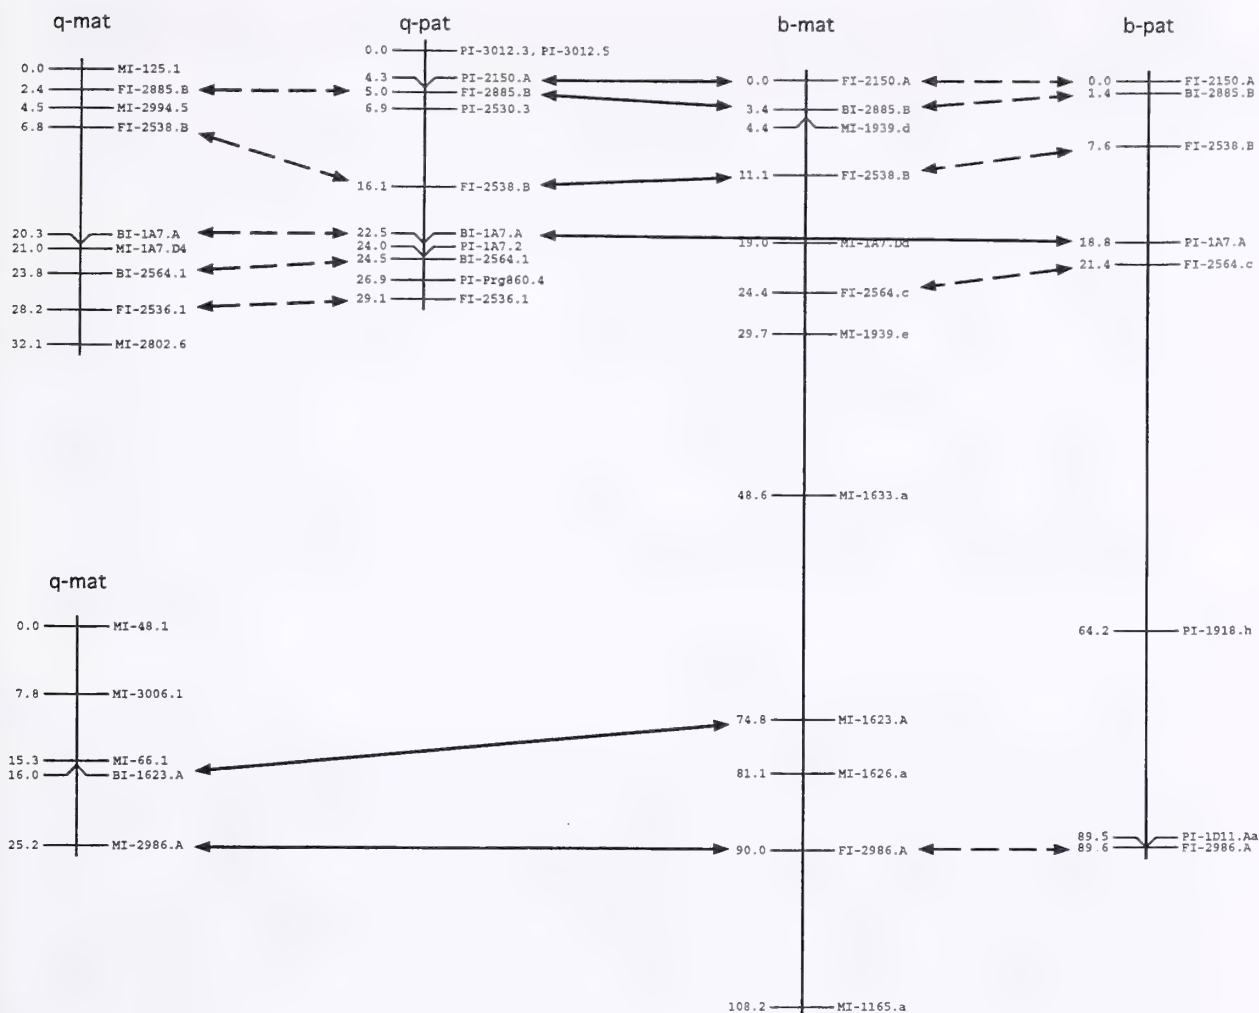 q-mat
0.0 MI-125.1
2.4 FI-2885.B
4.5 MI-2994.5
6.8 FI-2538.B
20.3 BI-1A7.A
21.0 MI-1A7.D4
23.8 BI-2564.1
28.2 FI-2536.1
32.1 MI-2802.6
q-pat
0.0 PI-3012.3, PI-3012.5
4.3 PI-2150.A
5.0 FI-2885.B
6.9 PI-2530.3
16.1 FI-2538.B
22.5 BI-1A7.A
24.0 PI-1A7.2
24.5 BI-2564.1
26.9 PI-Prg860.4
29.1 FI-2536.1
b-mat
0.0 FI-2150.A
3.4 BI-2885.B
4.4 MI-1939.d
11.1 FI-2538.B
19.0 MI-1A7.Dd
24.4 FI-2564.c
29.7 MI-1939.e
48.6 MI-1633.a
74.8 MI-1623.A
81.1 MI-1626.a
90.0 FI-2986.A
108.2 MI-1165.a
b-pat
0.0 FI-2150.A
1.4 BI-2885.B
7.6 FI-2538.B
18.8 PI-1A7.A
21.4 FI-2564.c
64.2 PI-1918.h
89.5 PI-1D11.Aa
89.6 FI-2986.A
q-mat
0.0 MI-48.1
7.8 MI-3006.1
15.3 MI-66.1
16.0 BI-1623.A
25.2 MI-2986.A